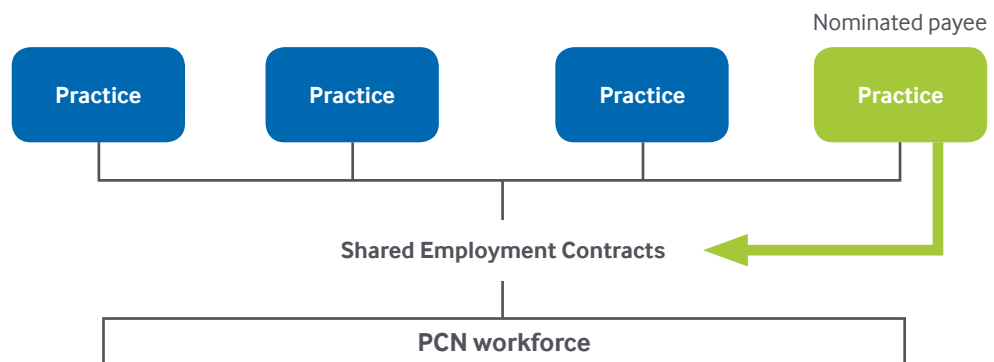 Nominated payee
Practice
Practice
Practice
Practice
Shared Employment Contracts
PCN workforce